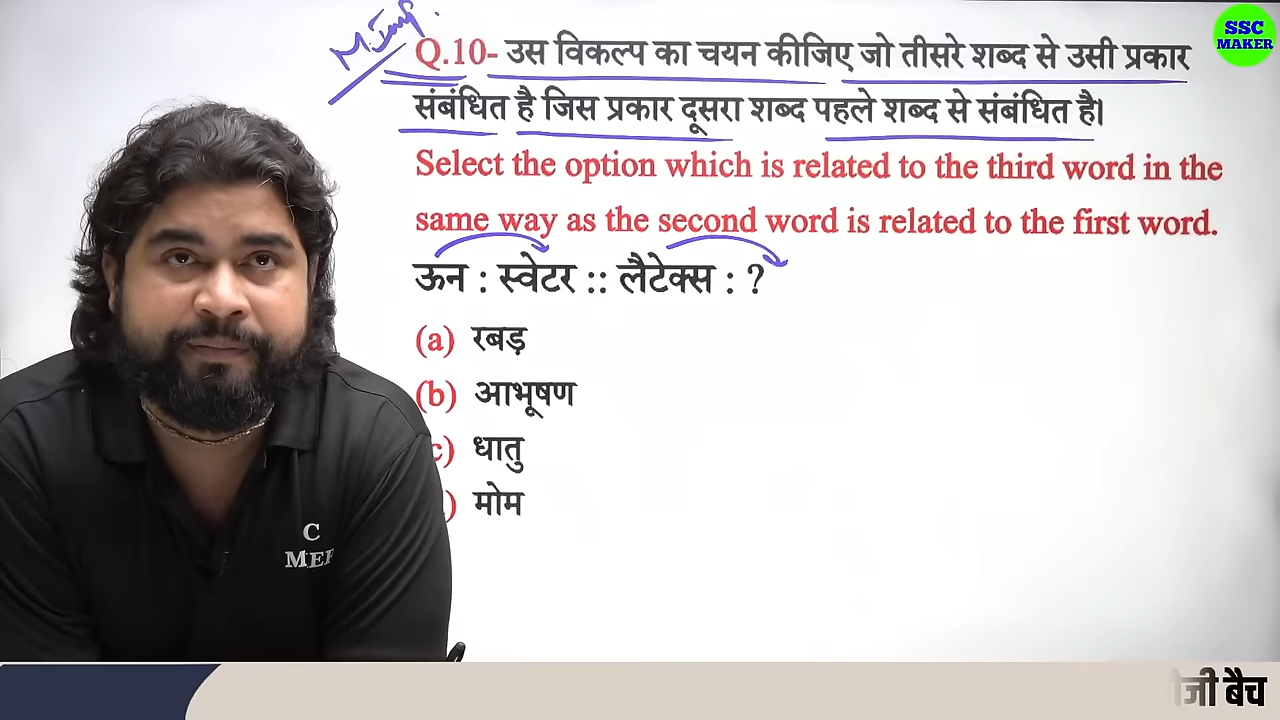 SSC
MAKER
M. Imp.
Q.10- उस विकल्प का चयन कीजिए जो तीसरे शब्द से उसी प्रकार
संबंधित है जिस प्रकार दूसरा शब्द पहले शब्द से संबंधित है।
Select the option which is related to the third word in the
same way as the second word is related to the first word.
ऊन : स्वेटर :: लैटेक्स : ?
(a) रबड़
(b) आभूषण
c) धातु
) मोम
C
MER
जी बैच